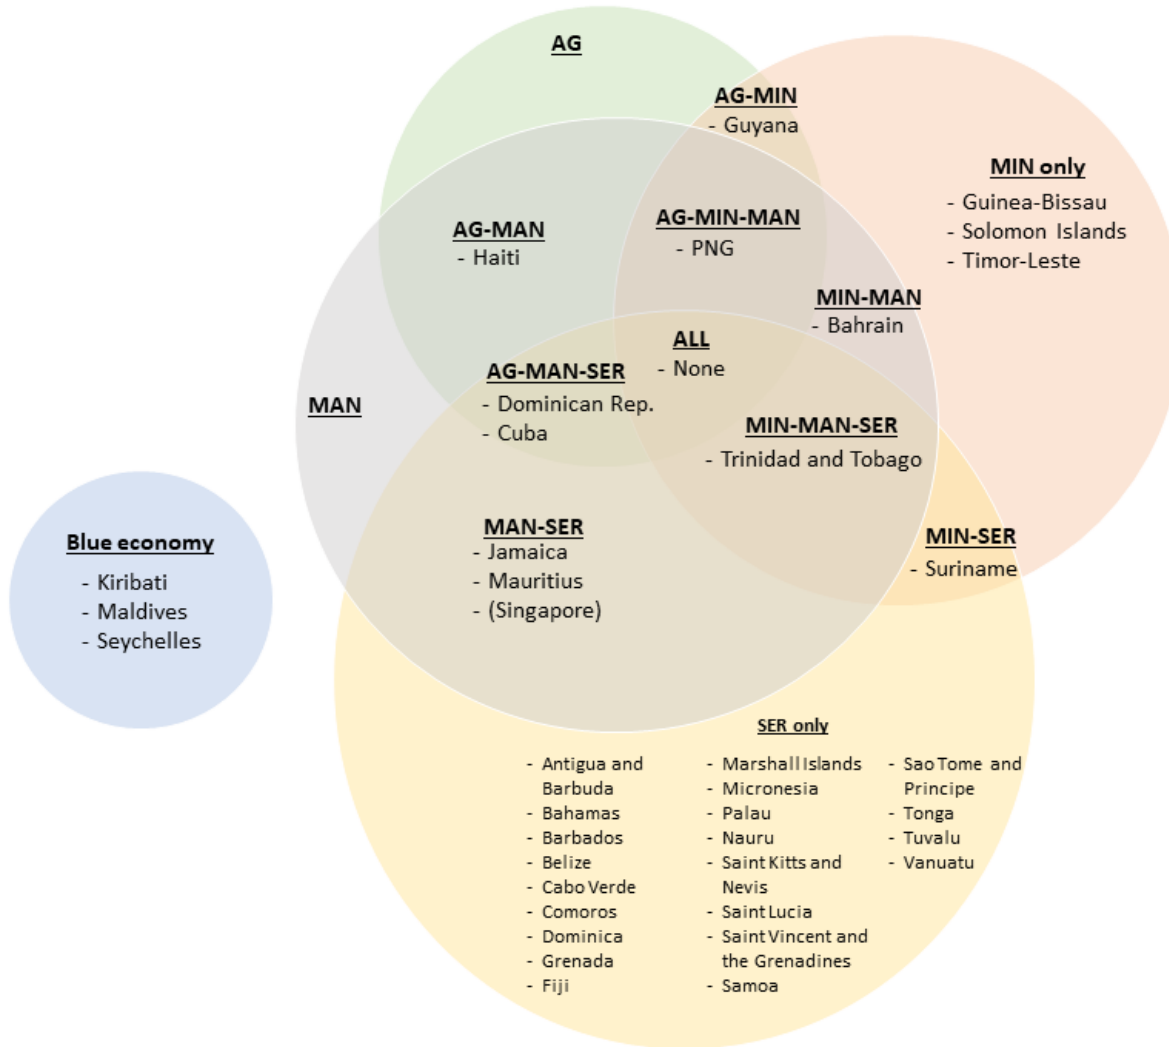 AG
AG-MIN
- Guyana
MIN only
- Guinea-Bissau
- Solomon Islands
- Timor-Leste
AG-MAN
- Haiti
AG-MIN-MAN
- PNG
MIN-MAN
- Bahrain
ALL
- None
AG-MAN-SER
- Dominican Rep.
- Cuba
MAN
MIN-MAN-SER
- Trinidad and Tobago
Blue economy
- Kiribati
- Maldives
- Seychelles
MAN-SER
- Jamaica
- Mauritius
- (Singapore)
MIN-SER
- Suriname
SER only
- Antigua and
Barbuda
- Bahamas
- Barbados
- Belize
- Cabo Verde
- Comoros
- Dominica
- Grenada
- Fiji
- Marshall Islands
- Micronesia
- Palau
- Nauru
- Saint Kitts and
Nevis
- Saint Lucia
- Saint Vincent and
the Grenadines
- Samoa
- Sao Tome and
Principe
- Tonga
- Tuvalu
- Vanuatu